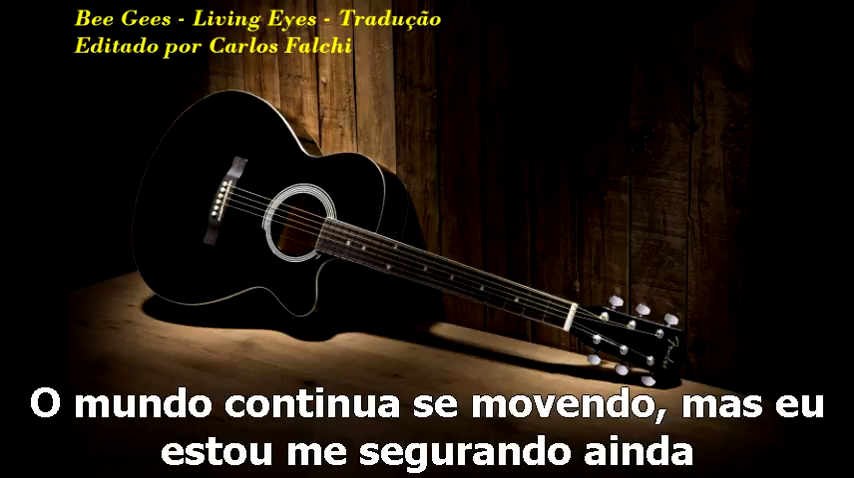 Bee Gees - Living Eyes - Tradução
Editado por Carlos Falchi
Fender
O mundo continua se movendo, mas eu
estou me segurando ainda